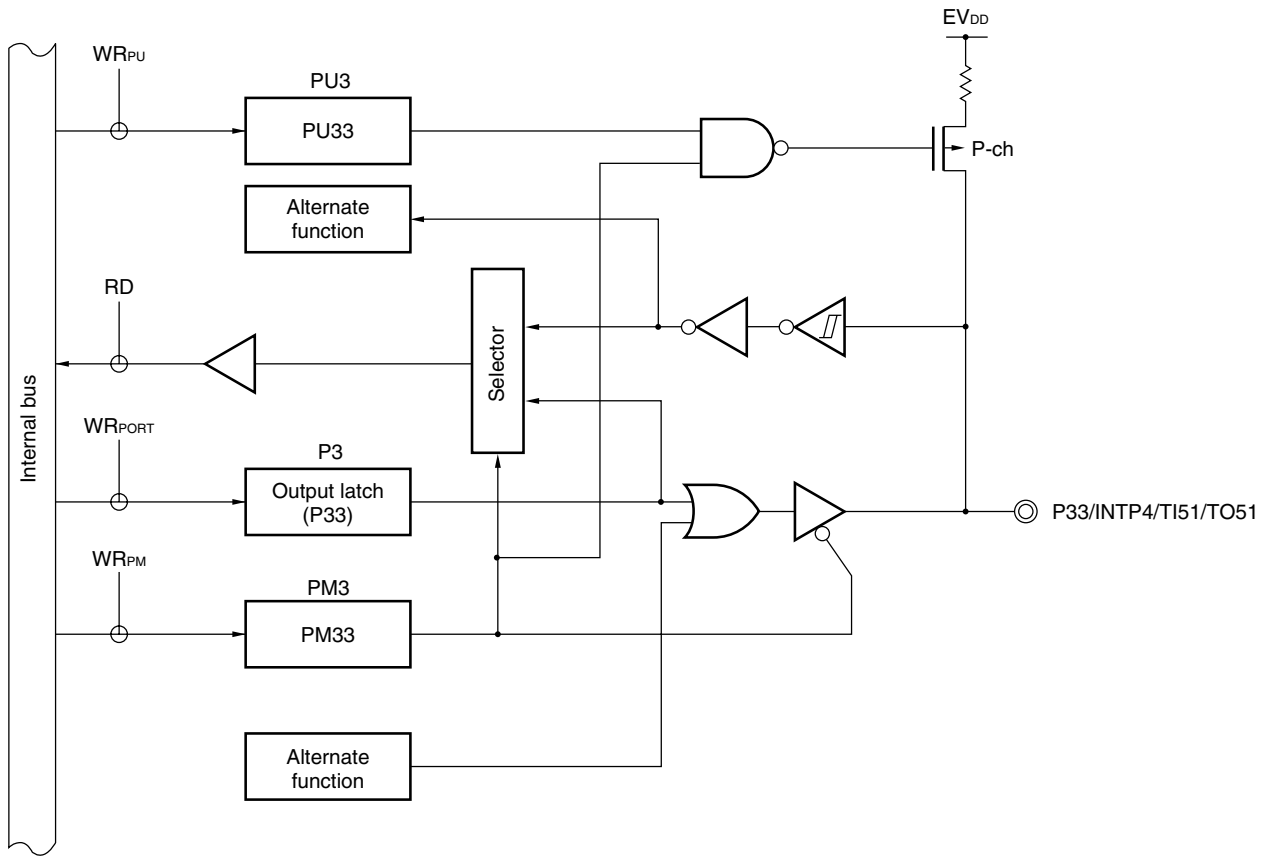 EVDD
WRPU
PU3
PU33
P-ch
Alternate
function
RD
Selector
Internal bus
WRPORT
P3
Output latch
(P33)
P33/INTP4/TI51/TO51
WRPM
PM3
PM33
Alternate
function